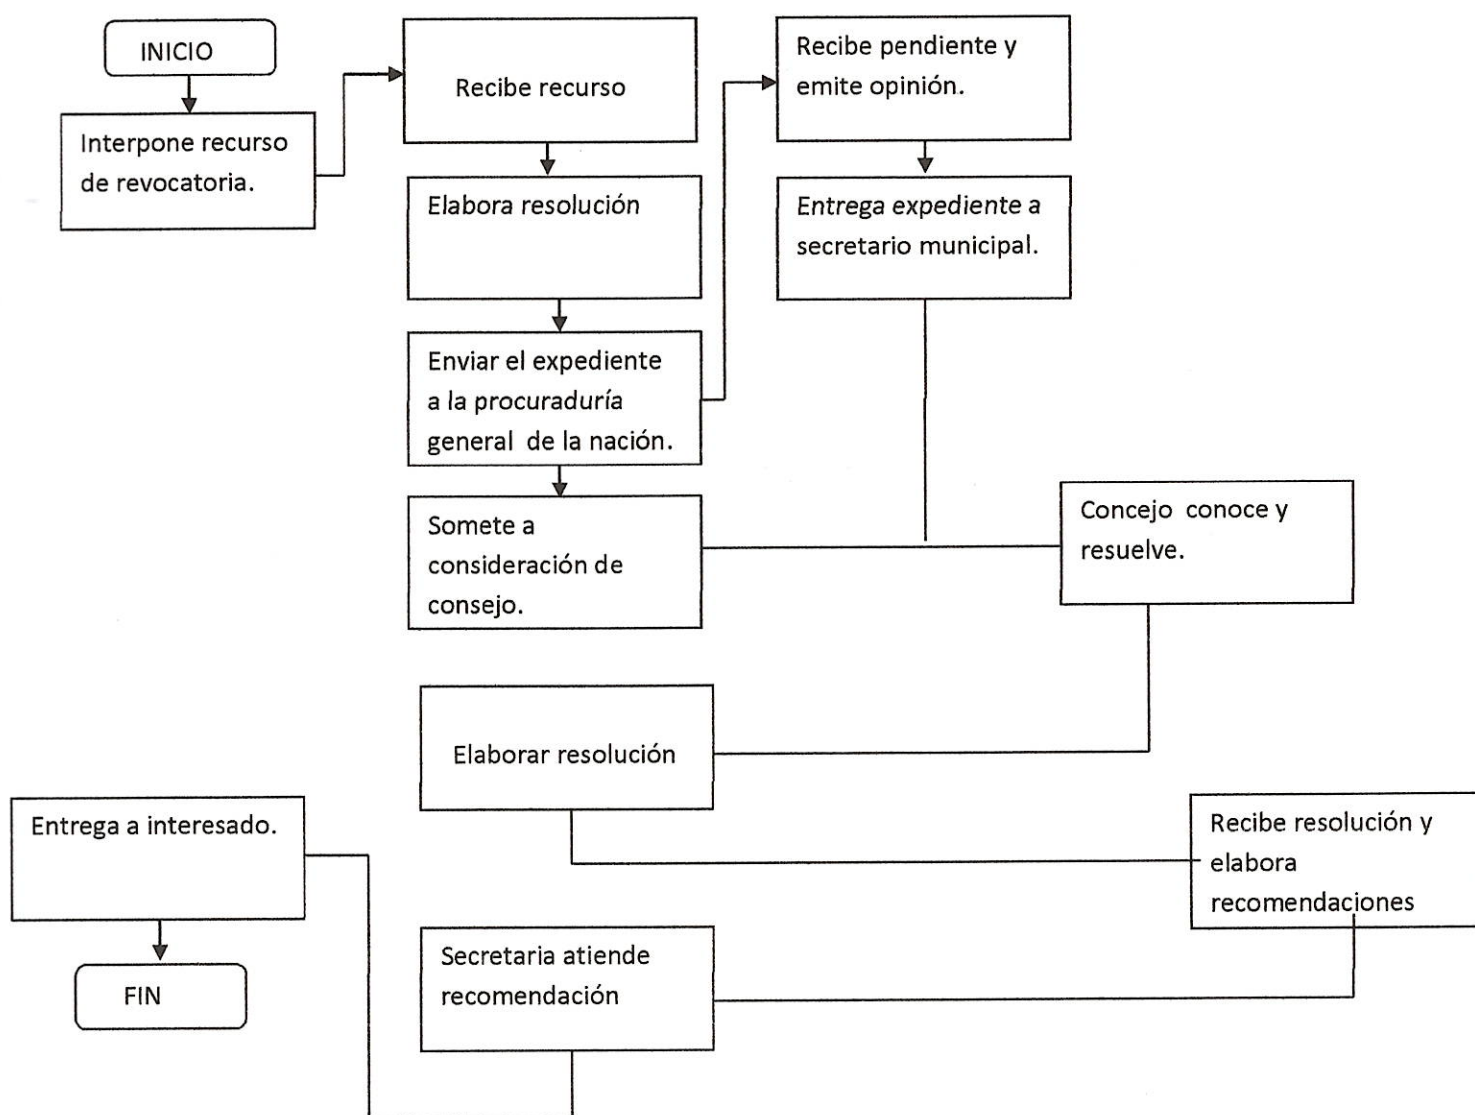 INICIO
Interpone recurso
de revocatoria.
Recibe recurso
Elabora resolución
Enviar el expediente
a la procuraduría
general de la nación.
Somete a
consideración de
consejo.
Recibe pendiente y
emite opinión.
Entrega expediente a
secretario municipal.
Concejo conoce y
resuelve.
Elaborar resolución
Recibe resolución y
elabora
recomendaciones
Secretaria atiende
recomendación
Entrega a interesado.
FIN